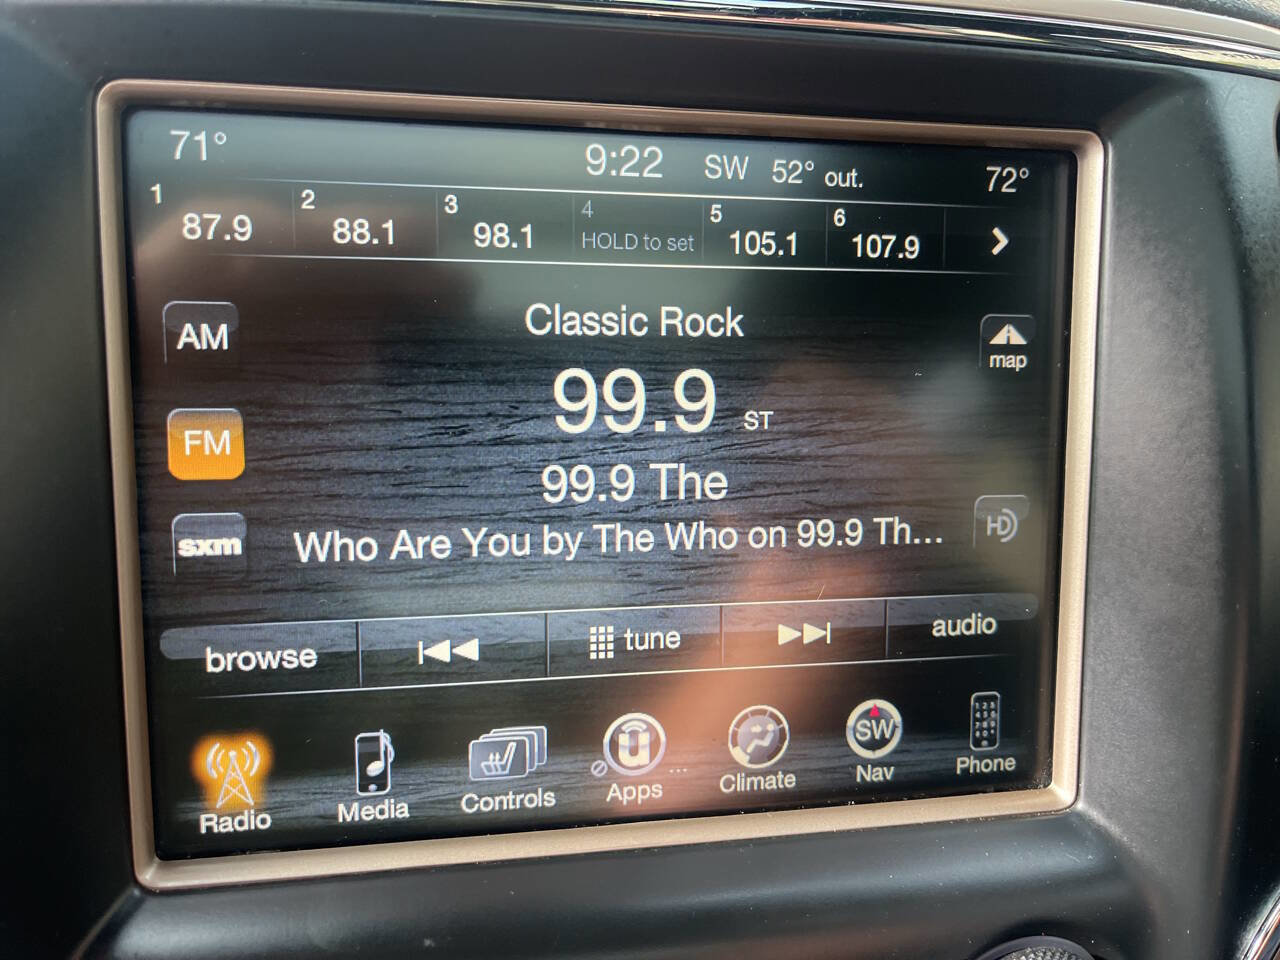 71° 9:22 SW 52° out. 72°
1 87.9 2 88.1 3 98.1 4 HOLD to set 5 105.1 6 107.9
AM Classic Rock map
99.9 ST
FM 99.9 The
sxm Who Are You by The Who on 99.9 Th... HD
browse tune audio
SW
Radio Media Controls Apps ... Climate Nav Phone